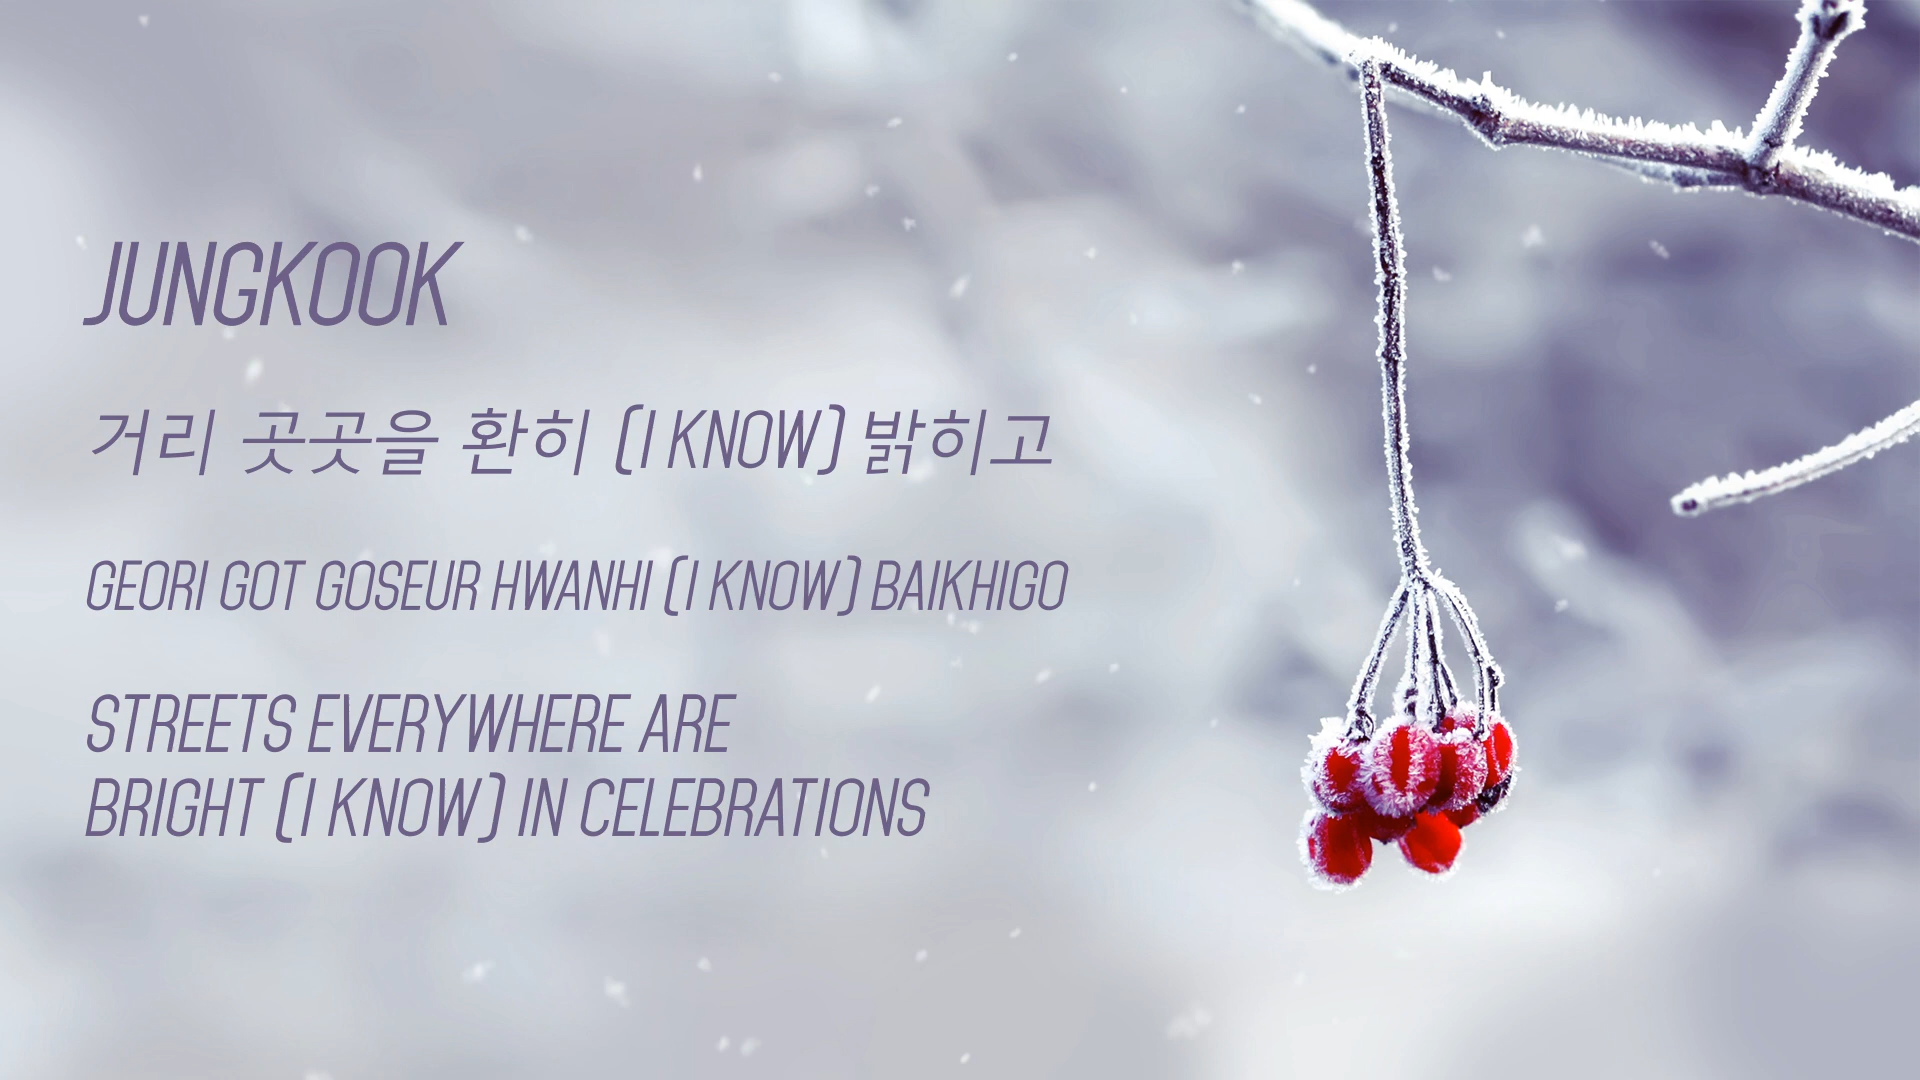 JUNGKOOK
거리 곳곳을 환히 (I KNOW) 밝히고
GEORI GOT GOSEUR HWANHI (I KNOW) BAIKHIGO
STREETS EVERYWHERE ARE
BRIGHT (I KNOW) IN CELEBRATIONS